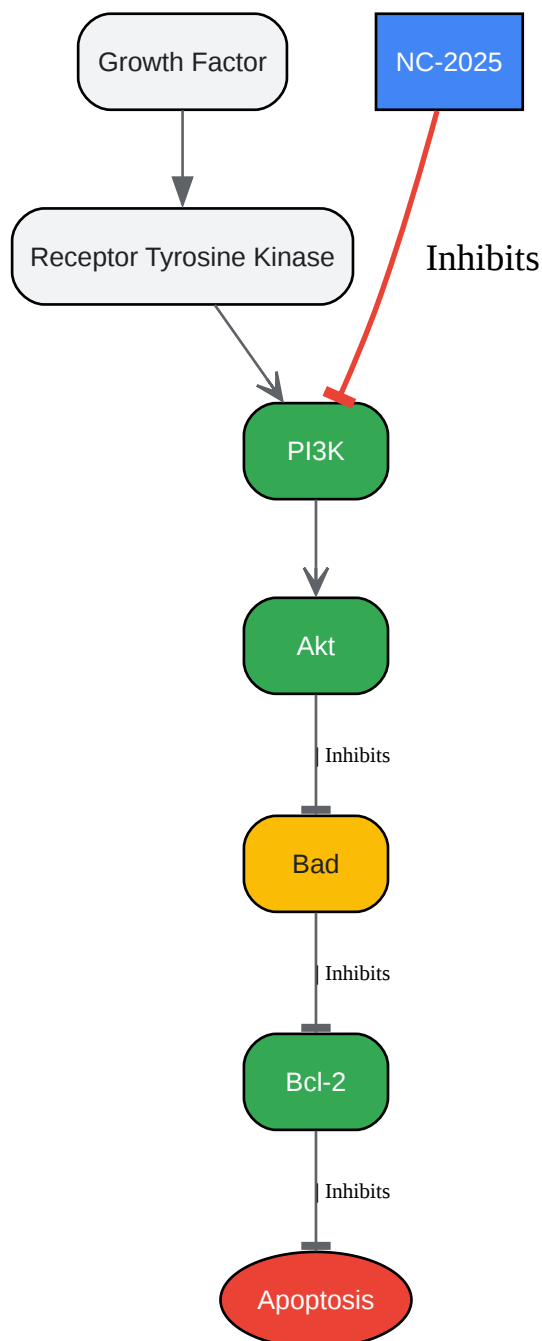 Growth Factor
NC-2025
Receptor Tyrosine Kinase
Inhibits
PI3K
Akt
| Inhibits
Bad
| Inhibits
Bcl-2
| Inhibits
Apoptosis